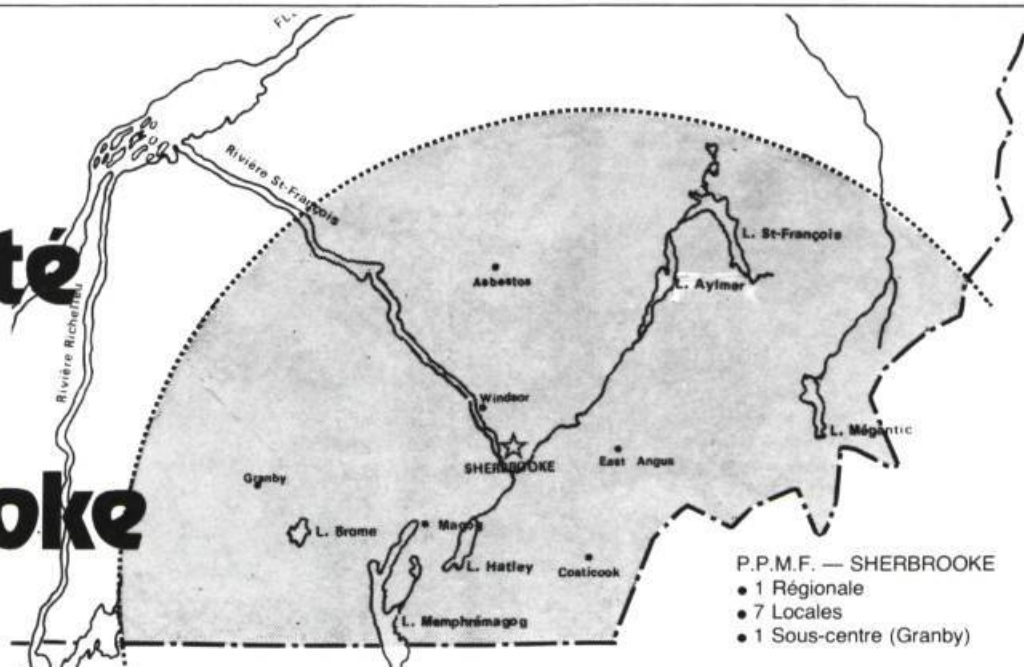 FL
Rivière St-François
té
L. St-François
Asbestos
L. Aylmer
Rivière Richelieu
Windsor
L. Mégantic
SHERBROOKE
East Angus
Granby
oke
L. Brome
Magog
L. Hatley
Coaticook
L. Memphrémagog
P.P.M.F. — SHERBROOKE
• 1 Régionale
• 7 Locales
• 1 Sous-centre (Granby)